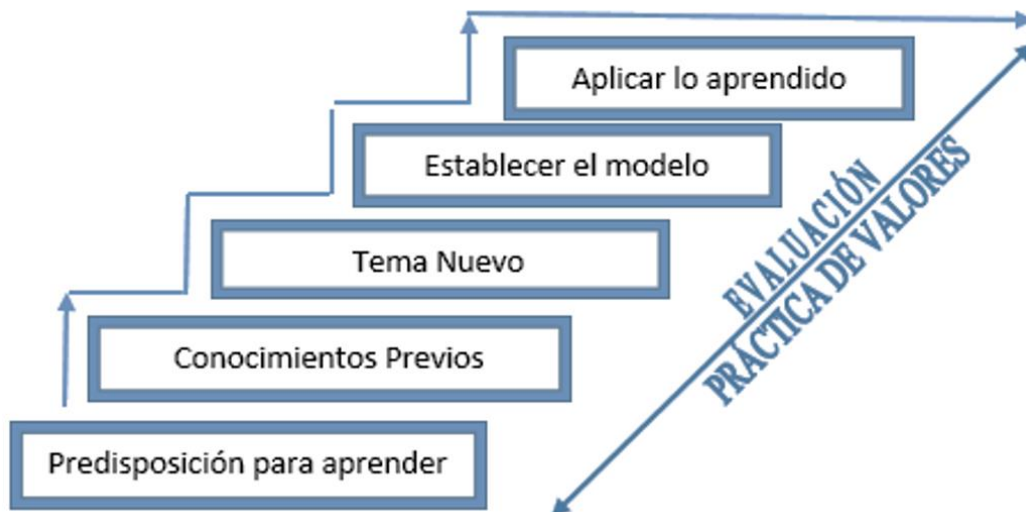 Aplicar lo aprendido
Establecer el modelo
Tema Nuevo
Conocimientos Previos
Predisposición para aprender
EVALUACIÓN
PRÁCTICA DE VALORES